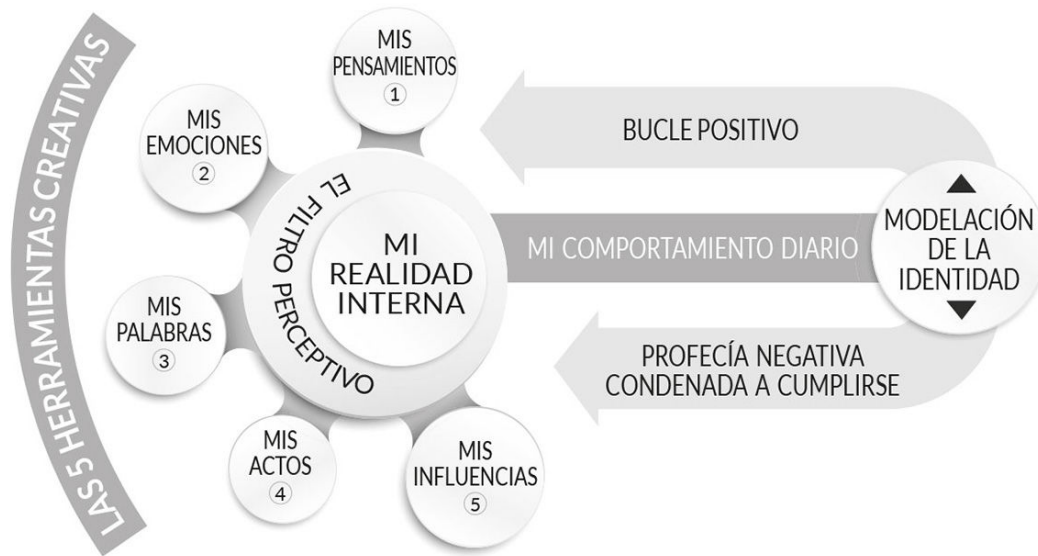 LAS 5 HERRAMIENTAS CREATIVAS
MIS
PENSAMIENTOS
1
MIS
EMOCIONES
2
MIS
PALABRAS
3
MIS
ACTOS
4
MIS
INFLUENCIAS
5
EL FILTRO PERCEPTIVO
MI
REALIDAD
INTERNA
BUCLE POSITIVO
MI COMPORTAMIENTO DIARIO
MODELACIÓN
DE LA
IDENTIDAD
PROFECÍA NEGATIVA
CONDENADA A CUMPLIRSE